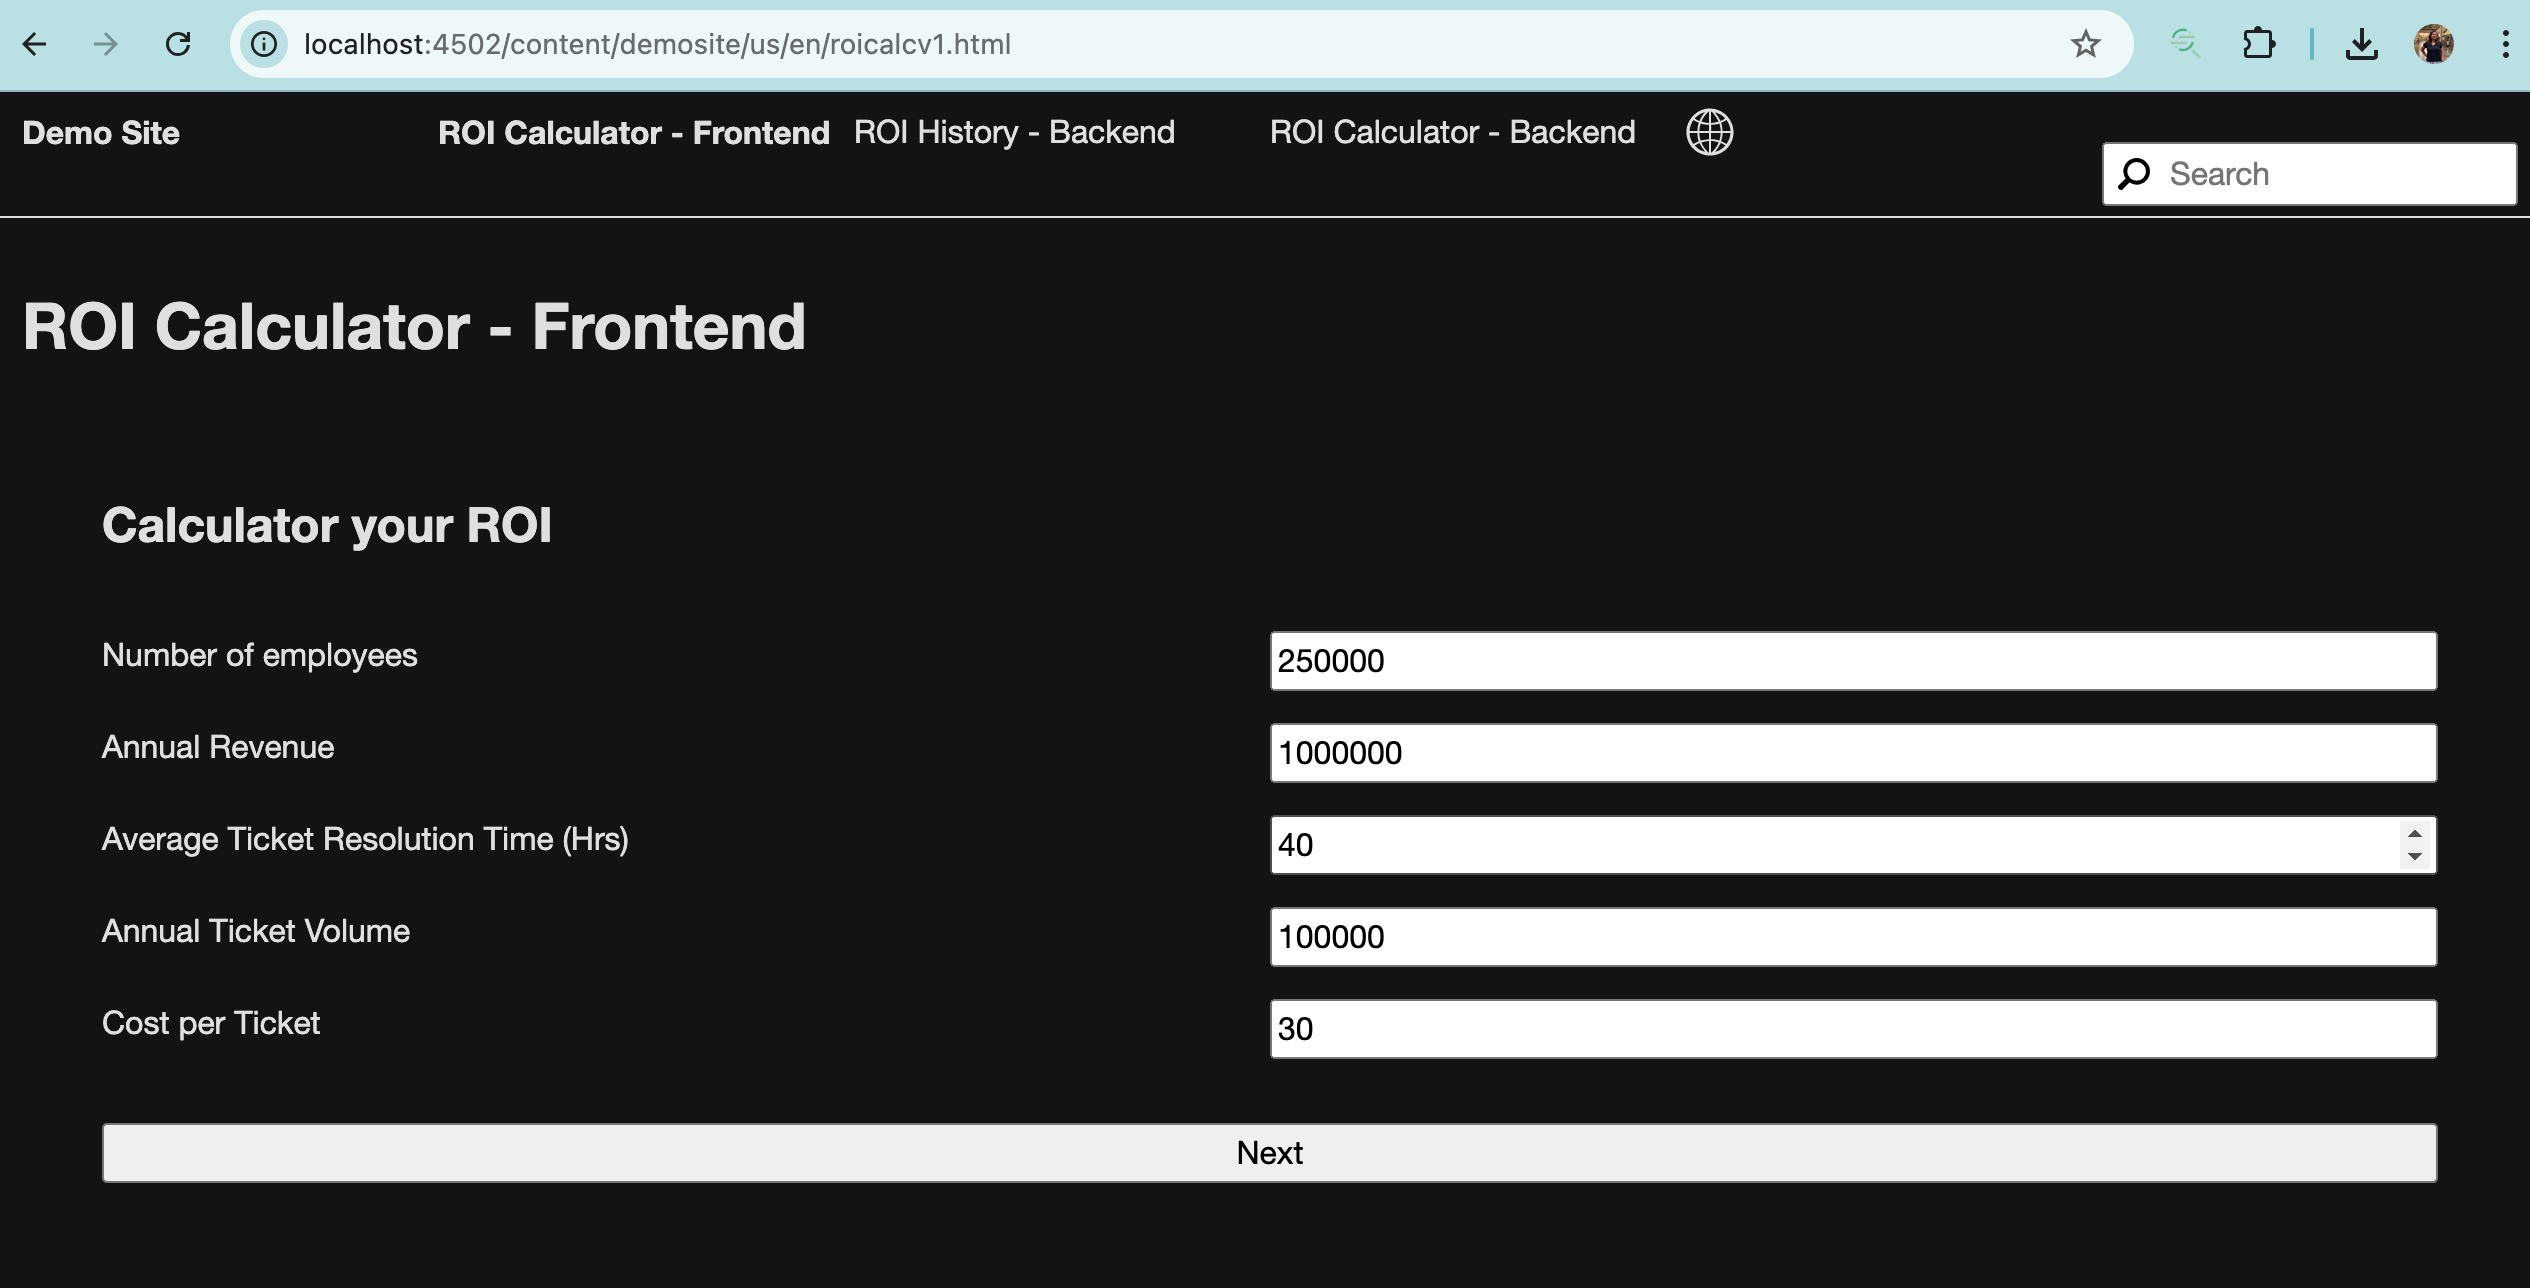 localhost:4502/content/demosite/us/en/roicalcv1.html
Demo Site
ROI Calculator - Frontend
ROI History - Backend
ROI Calculator - Backend
Search
ROI Calculator - Frontend
Calculator your ROI
Number of employees
250000
Annual Revenue
1000000
Average Ticket Resolution Time (Hrs)
40
Annual Ticket Volume
100000
Cost per Ticket
30
Next